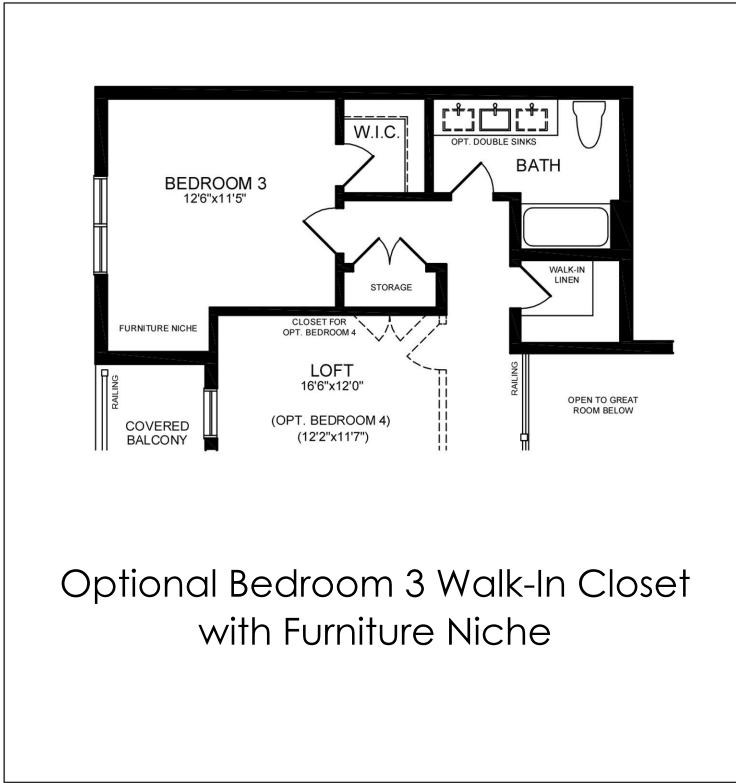 W.I.C.
OPT. DOUBLE SINKS
BATH
BEDROOM 3
12'6"x11'5"
WALK-IN
LINEN
STORAGE
FURNITURE NICHE
CLOSET FOR
OPT. BEDROOM 4
LOFT
16'6"x12'0"
(OPT. BEDROOM 4)
(12'2"x11'7")
RAILING
COVERED
BALCONY
RAILING
OPEN TO GREAT
ROOM BELOW
Optional Bedroom 3 Walk-In Closet
with Furniture Niche